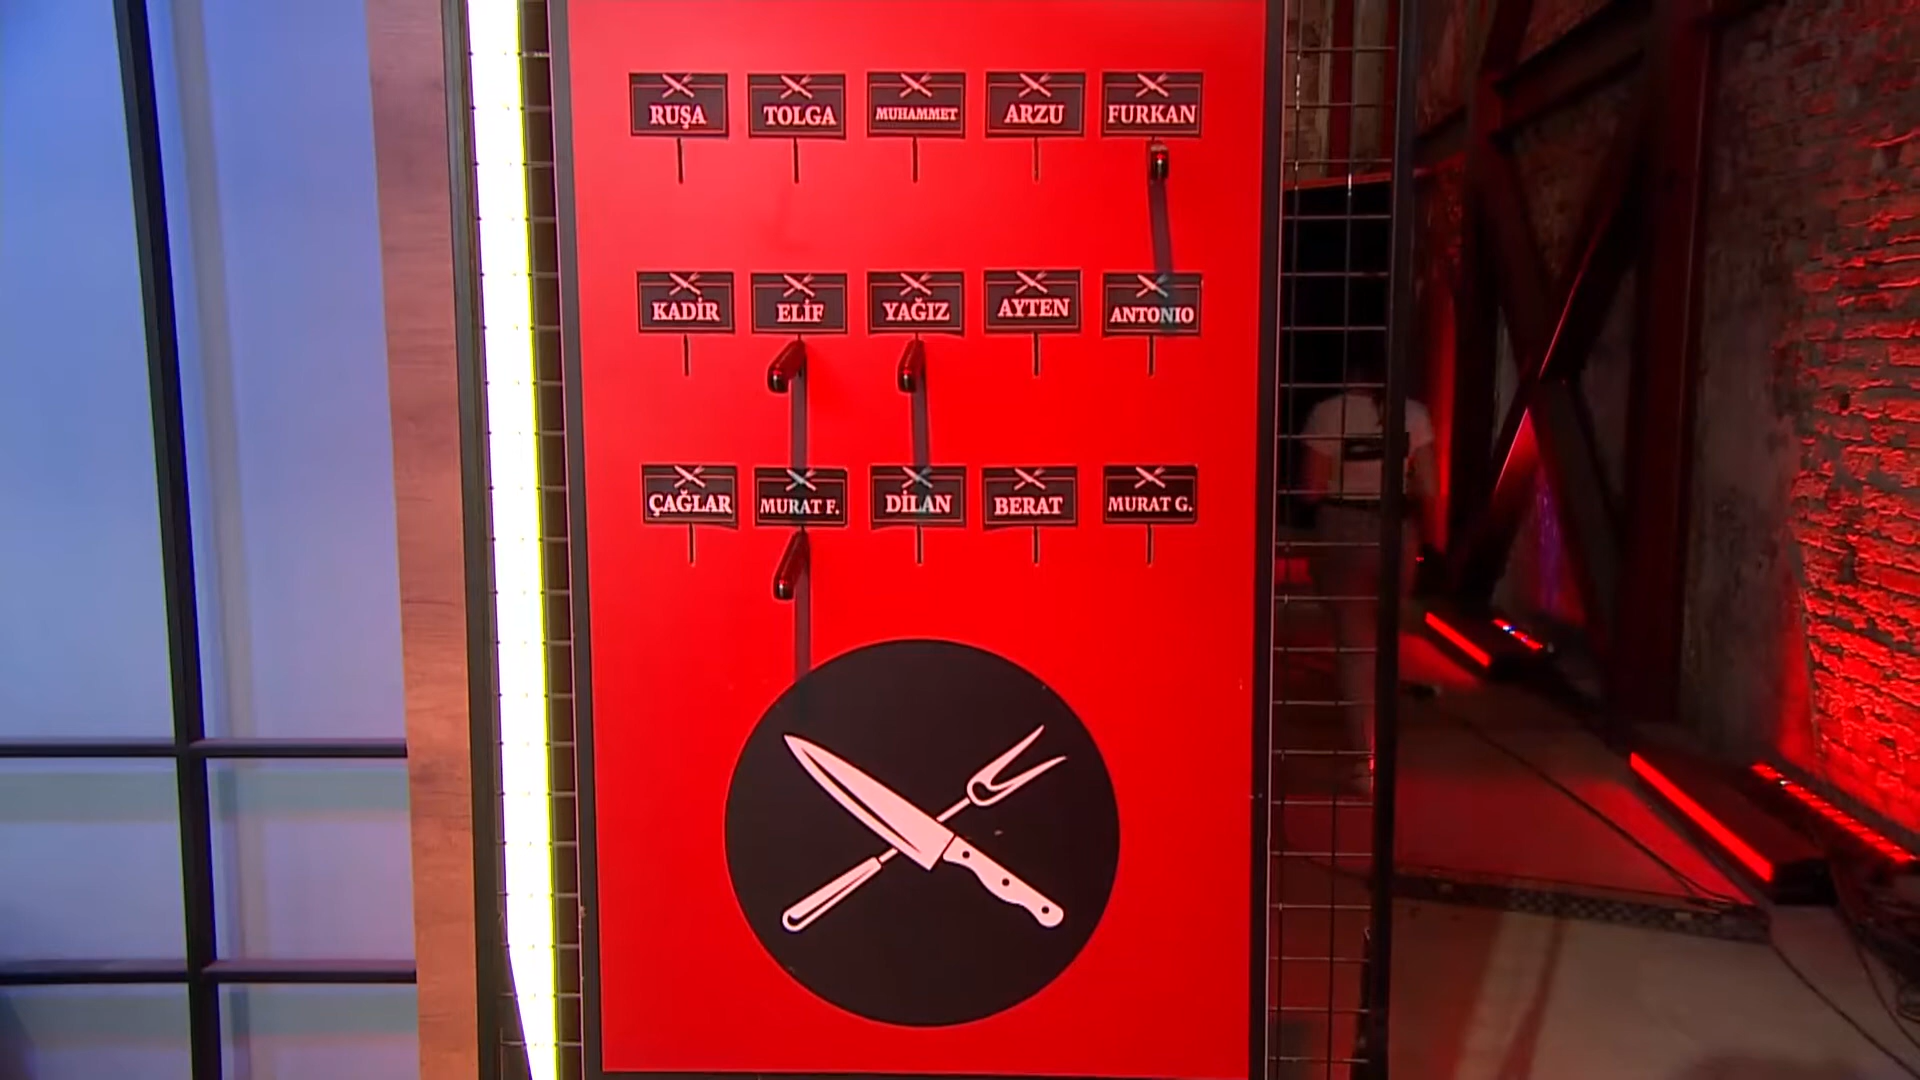 RUŞA TOLGA MUHAMMET ARZU FURKAN
KADİR ELİF YAĞIZ AYTEN ANTONIO
ÇAĞLAR MURAT F. DİLAN BERAT MURAT G.